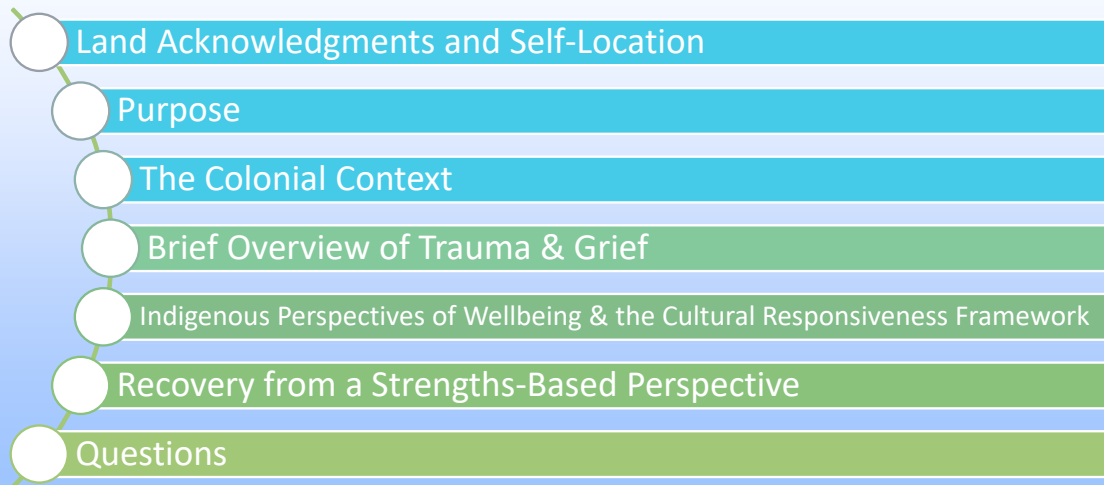 Land Acknowledgments and Self-Location
Purpose
The Colonial Context
Brief Overview of Trauma & Grief
Indigenous Perspectives of Wellbeing & the Cultural Responsiveness Framework
Recovery from a Strengths-Based Perspective
Questions